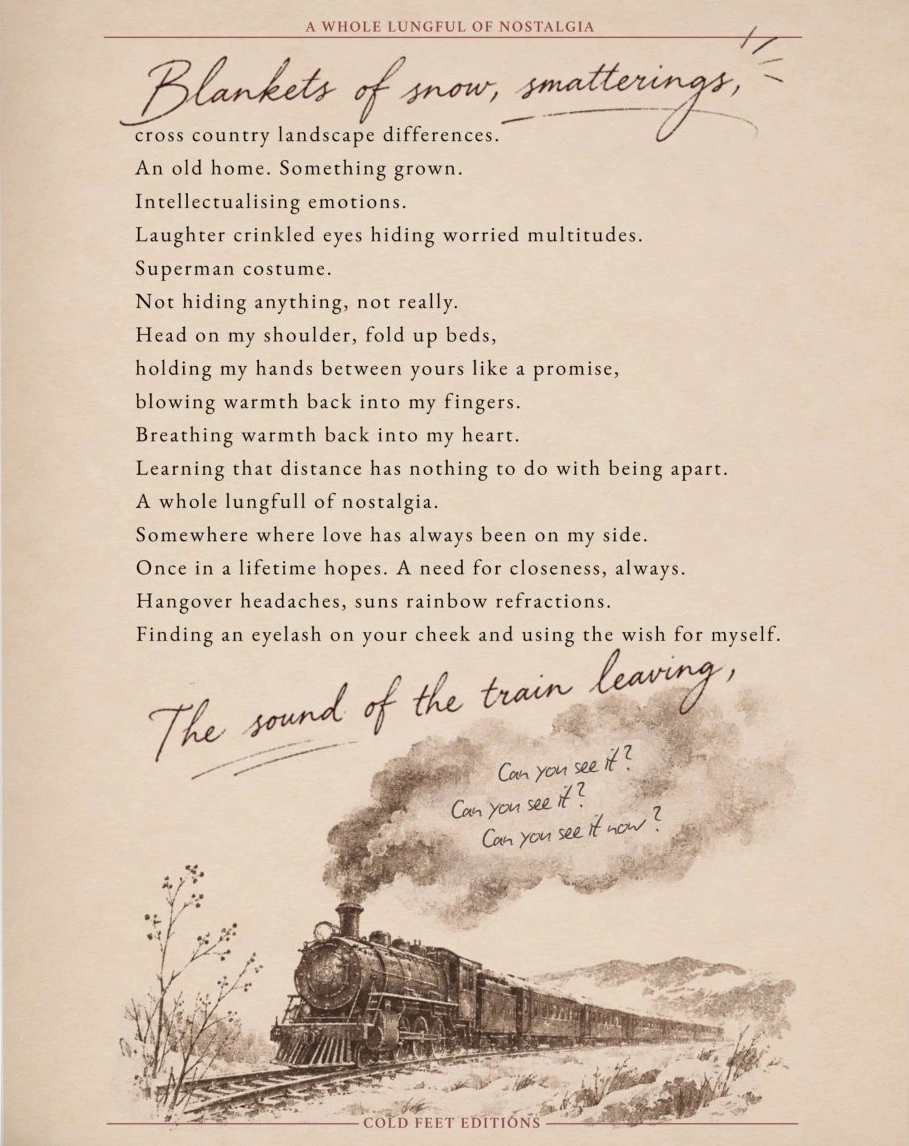 A WHOLE LUNGFUL OF NOSTALGIA
Blankets of snow, smatterings,
cross country landscape differences.
An old home. Something grown.
Intellectualising emotions.
Laughter crinkled eyes hiding worried multitudes.
Superman costume.
Not hiding anything, not really.
Head on my shoulder, fold up beds,
holding my hands between yours like a promise,
blowing warmth back into my fingers.
Breathing warmth back into my heart.
Learning that distance has nothing to do with being apart.
A whole lungfull of nostalgia.
Somewhere where love has always been on my side.
Once in a lifetime hopes. A need for closeness, always.
Hangover headaches, suns rainbow refractions.
Finding an eyelash on your cheek and using the wish for myself.
The sound of the train leaving,
Can you see it?
Can you see it?
Can you see it now?
COLD FEET EDITIONS